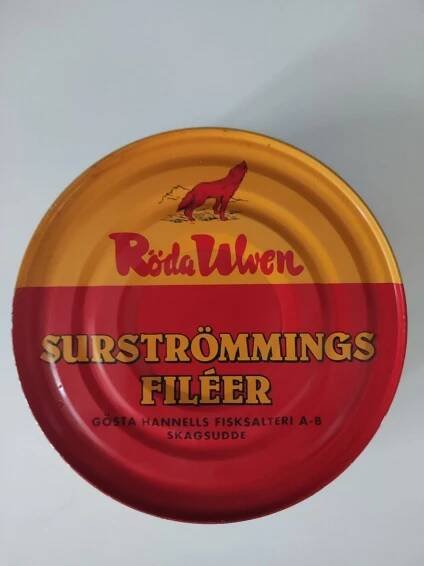 Röda Ulven
SURSTRÖMMINGS
FILÉER
GÖSTA HANNELLS FISKSALTERI A-B
SKAGSUDDE